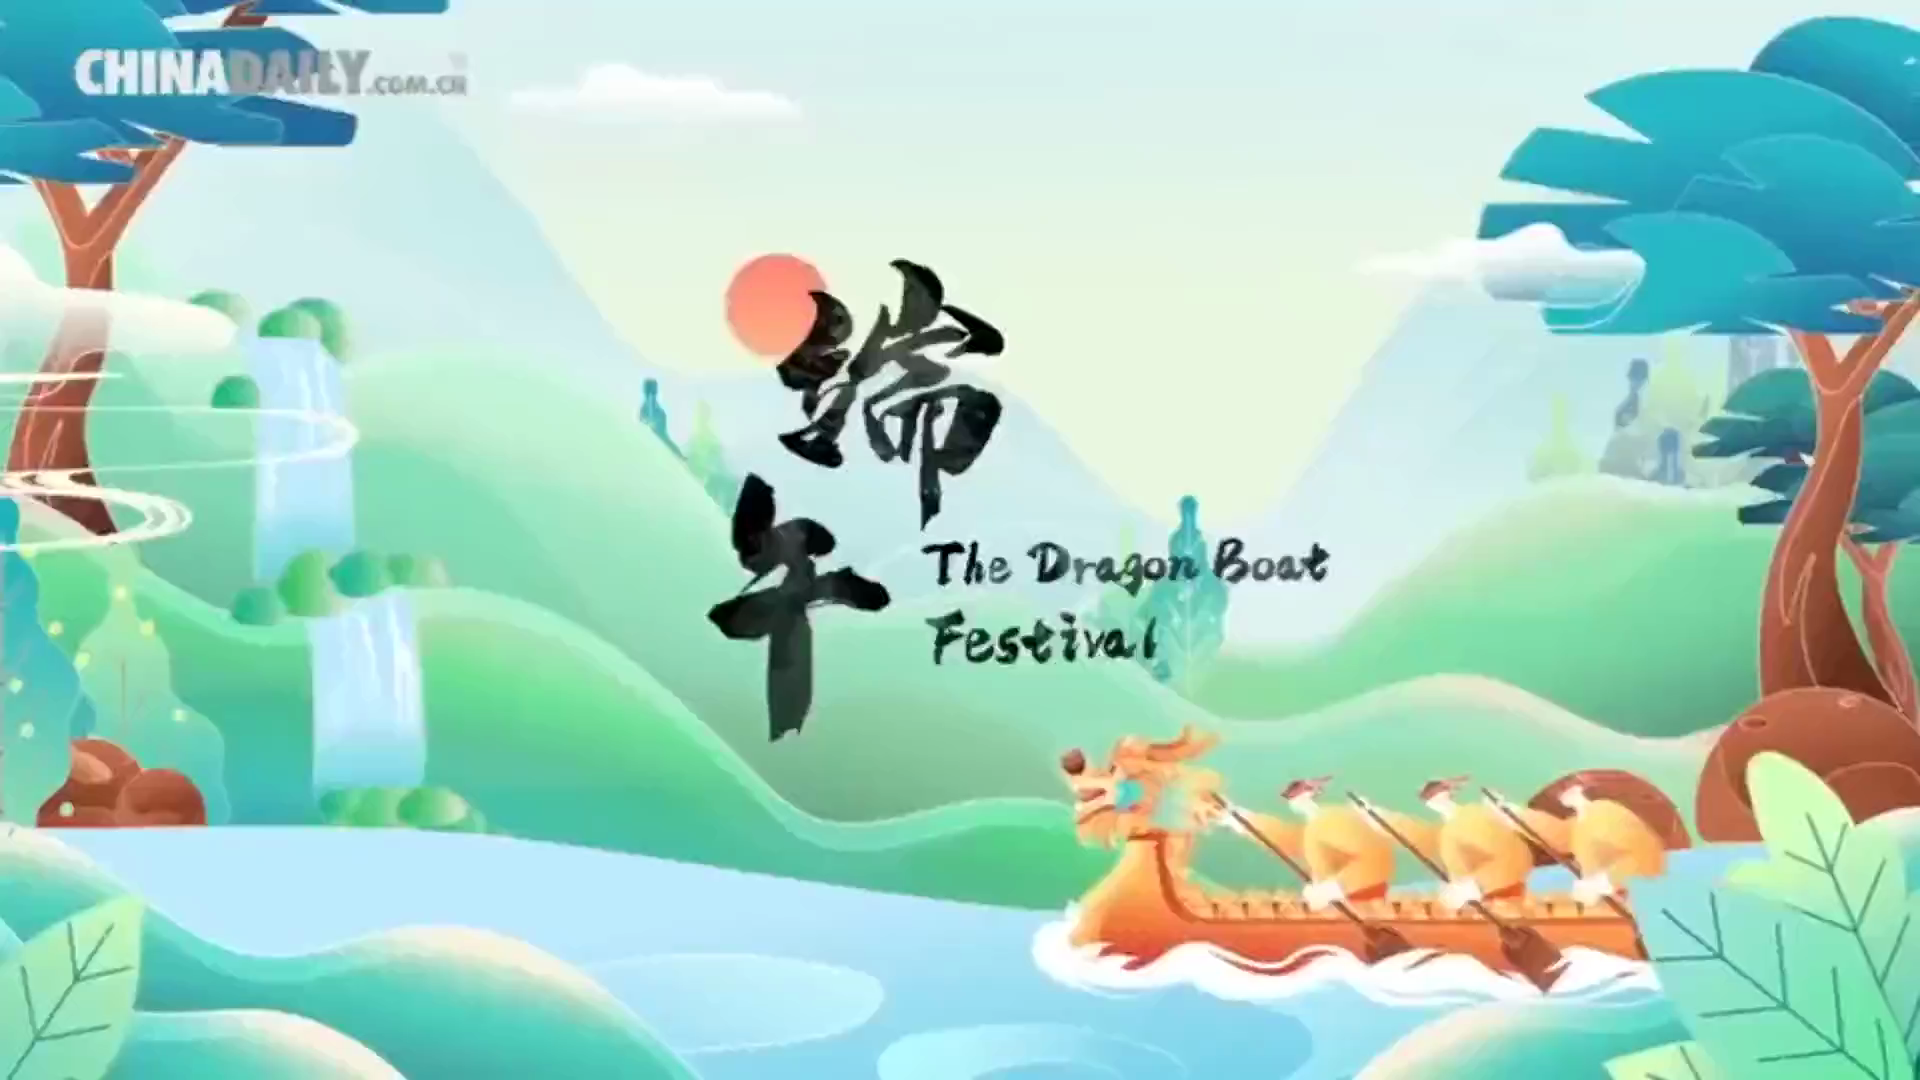 CHINADAILY.COM.CN
端
午
The Dragon Boat
Festival